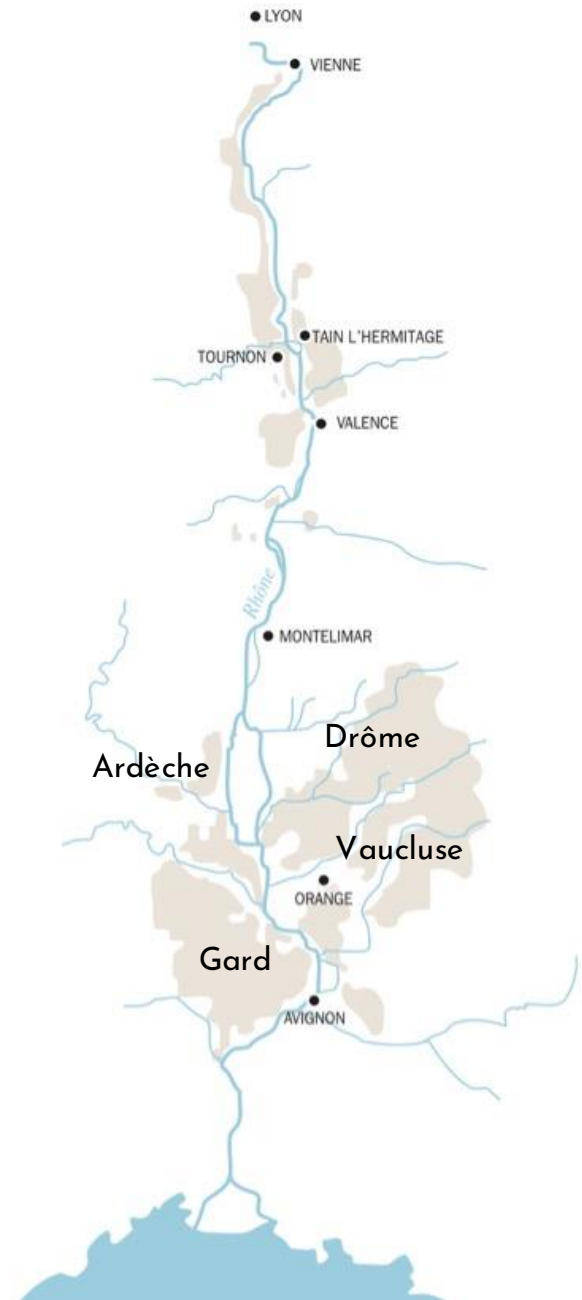 LYON
VIENNE
TAIN L'HERMITAGE
TOURNON
VALENCE
Rhône
MONTELIMAR
Drôme
Ardèche
Vaucluse
ORANGE
Gard
AVIGNON